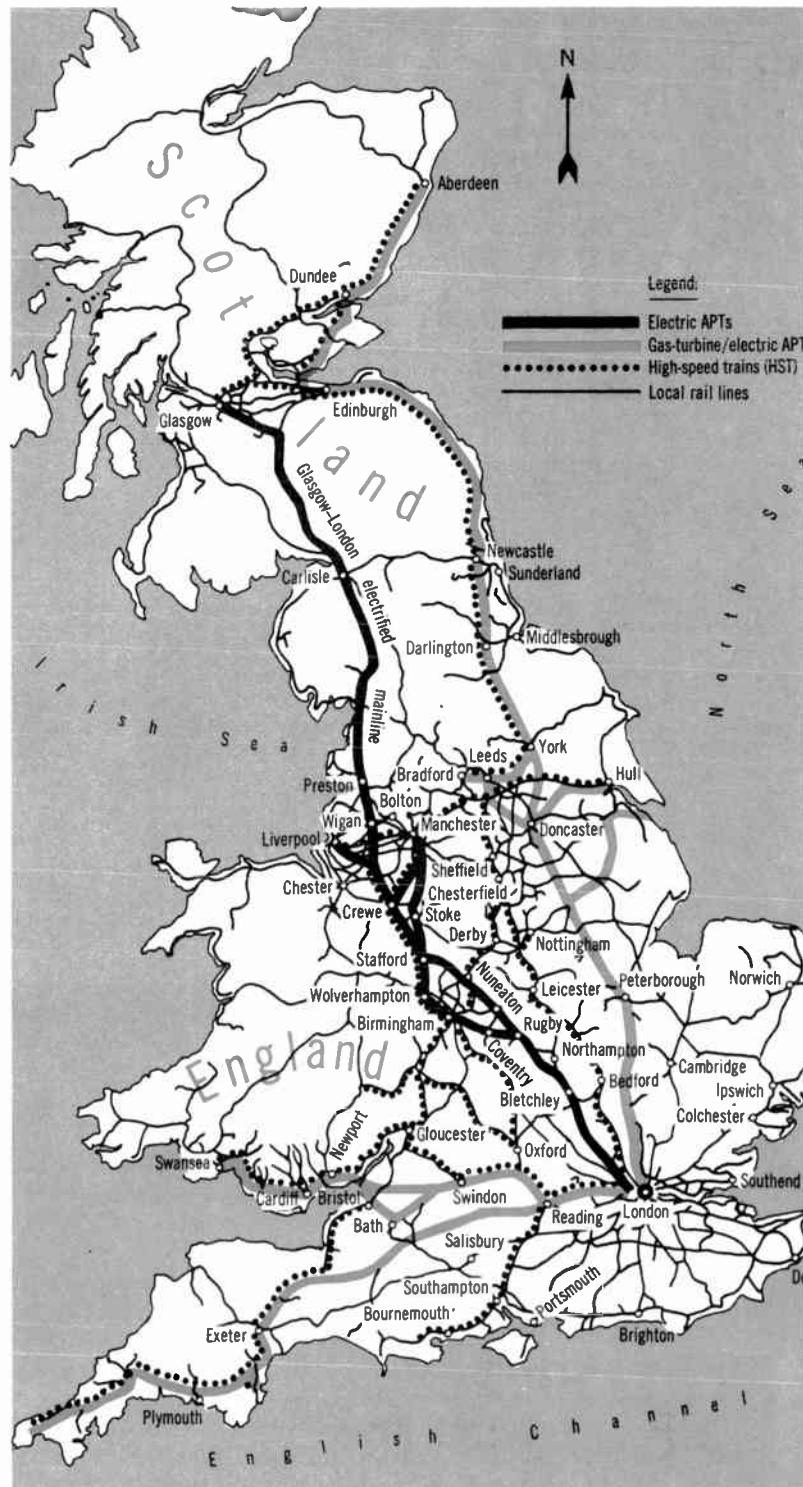 N
Scotland
Aberdeen
Dundee
Legend:
Electric APTs
Gas-turbine/electric APT
High-speed trains (HST)
Local rail lines
Glasgow
Edinburgh
Glasgow–London electrified mainline
Newcastle
Sunderland
Carlisle
Darlington
Middlesbrough
North Sea
Irish Sea
York
Leeds
Bradford
Hull
Preston
Bolton
Wigan
Manchester
Doncaster
Liverpool
Sheffield
Chester
Chesterfield
Crewe
Stoke
Derby
Nottingham
Stafford
Nuneaton
Leicester
Peterborough
Norwich
Wolverhampton
Birmingham
Rugby
Coventry
Northampton
Cambridge
England
Bletchley
Bedford
Ipswich
Colchester
Newport
Gloucester
Oxford
Swansea
Cardiff
Bristol
Swindon
Southend
Bath
Reading
London
Salisbury
Southampton
Portsmouth
Bournemouth
Brighton
Exeter
Plymouth
English Channel